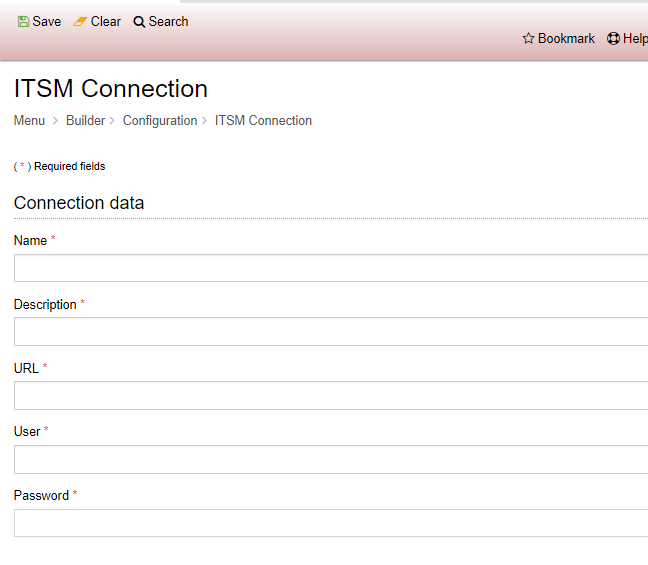 Save Clear Search
Bookmark Help
ITSM Connection
Menu > Builder > Configuration > ITSM Connection
( * ) Required fields
Connection data
Name *
Description *
URL *
User *
Password *